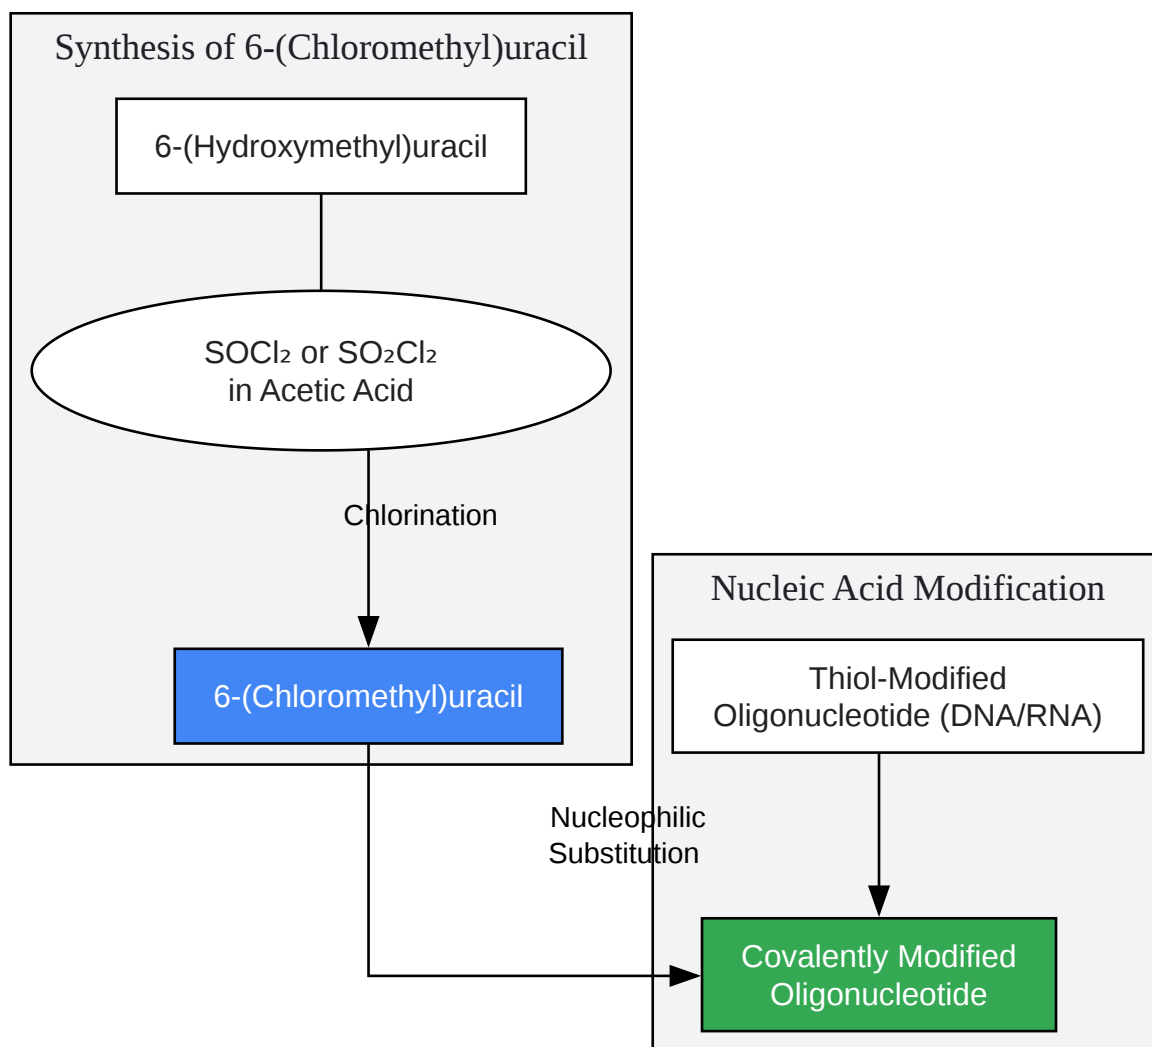 Synthesis of 6-(Chloromethyl)uracil
6-(Hydroxymethyl)uracil
SOCl₂ or SO₂Cl₂
in Acetic Acid
Chlorination
6-(Chloromethyl)uracil
Nucleic Acid Modification
Thiol-Modified
Oligonucleotide (DNA/RNA)
Nucleophilic
Substitution
Covalently Modified
Oligonucleotide